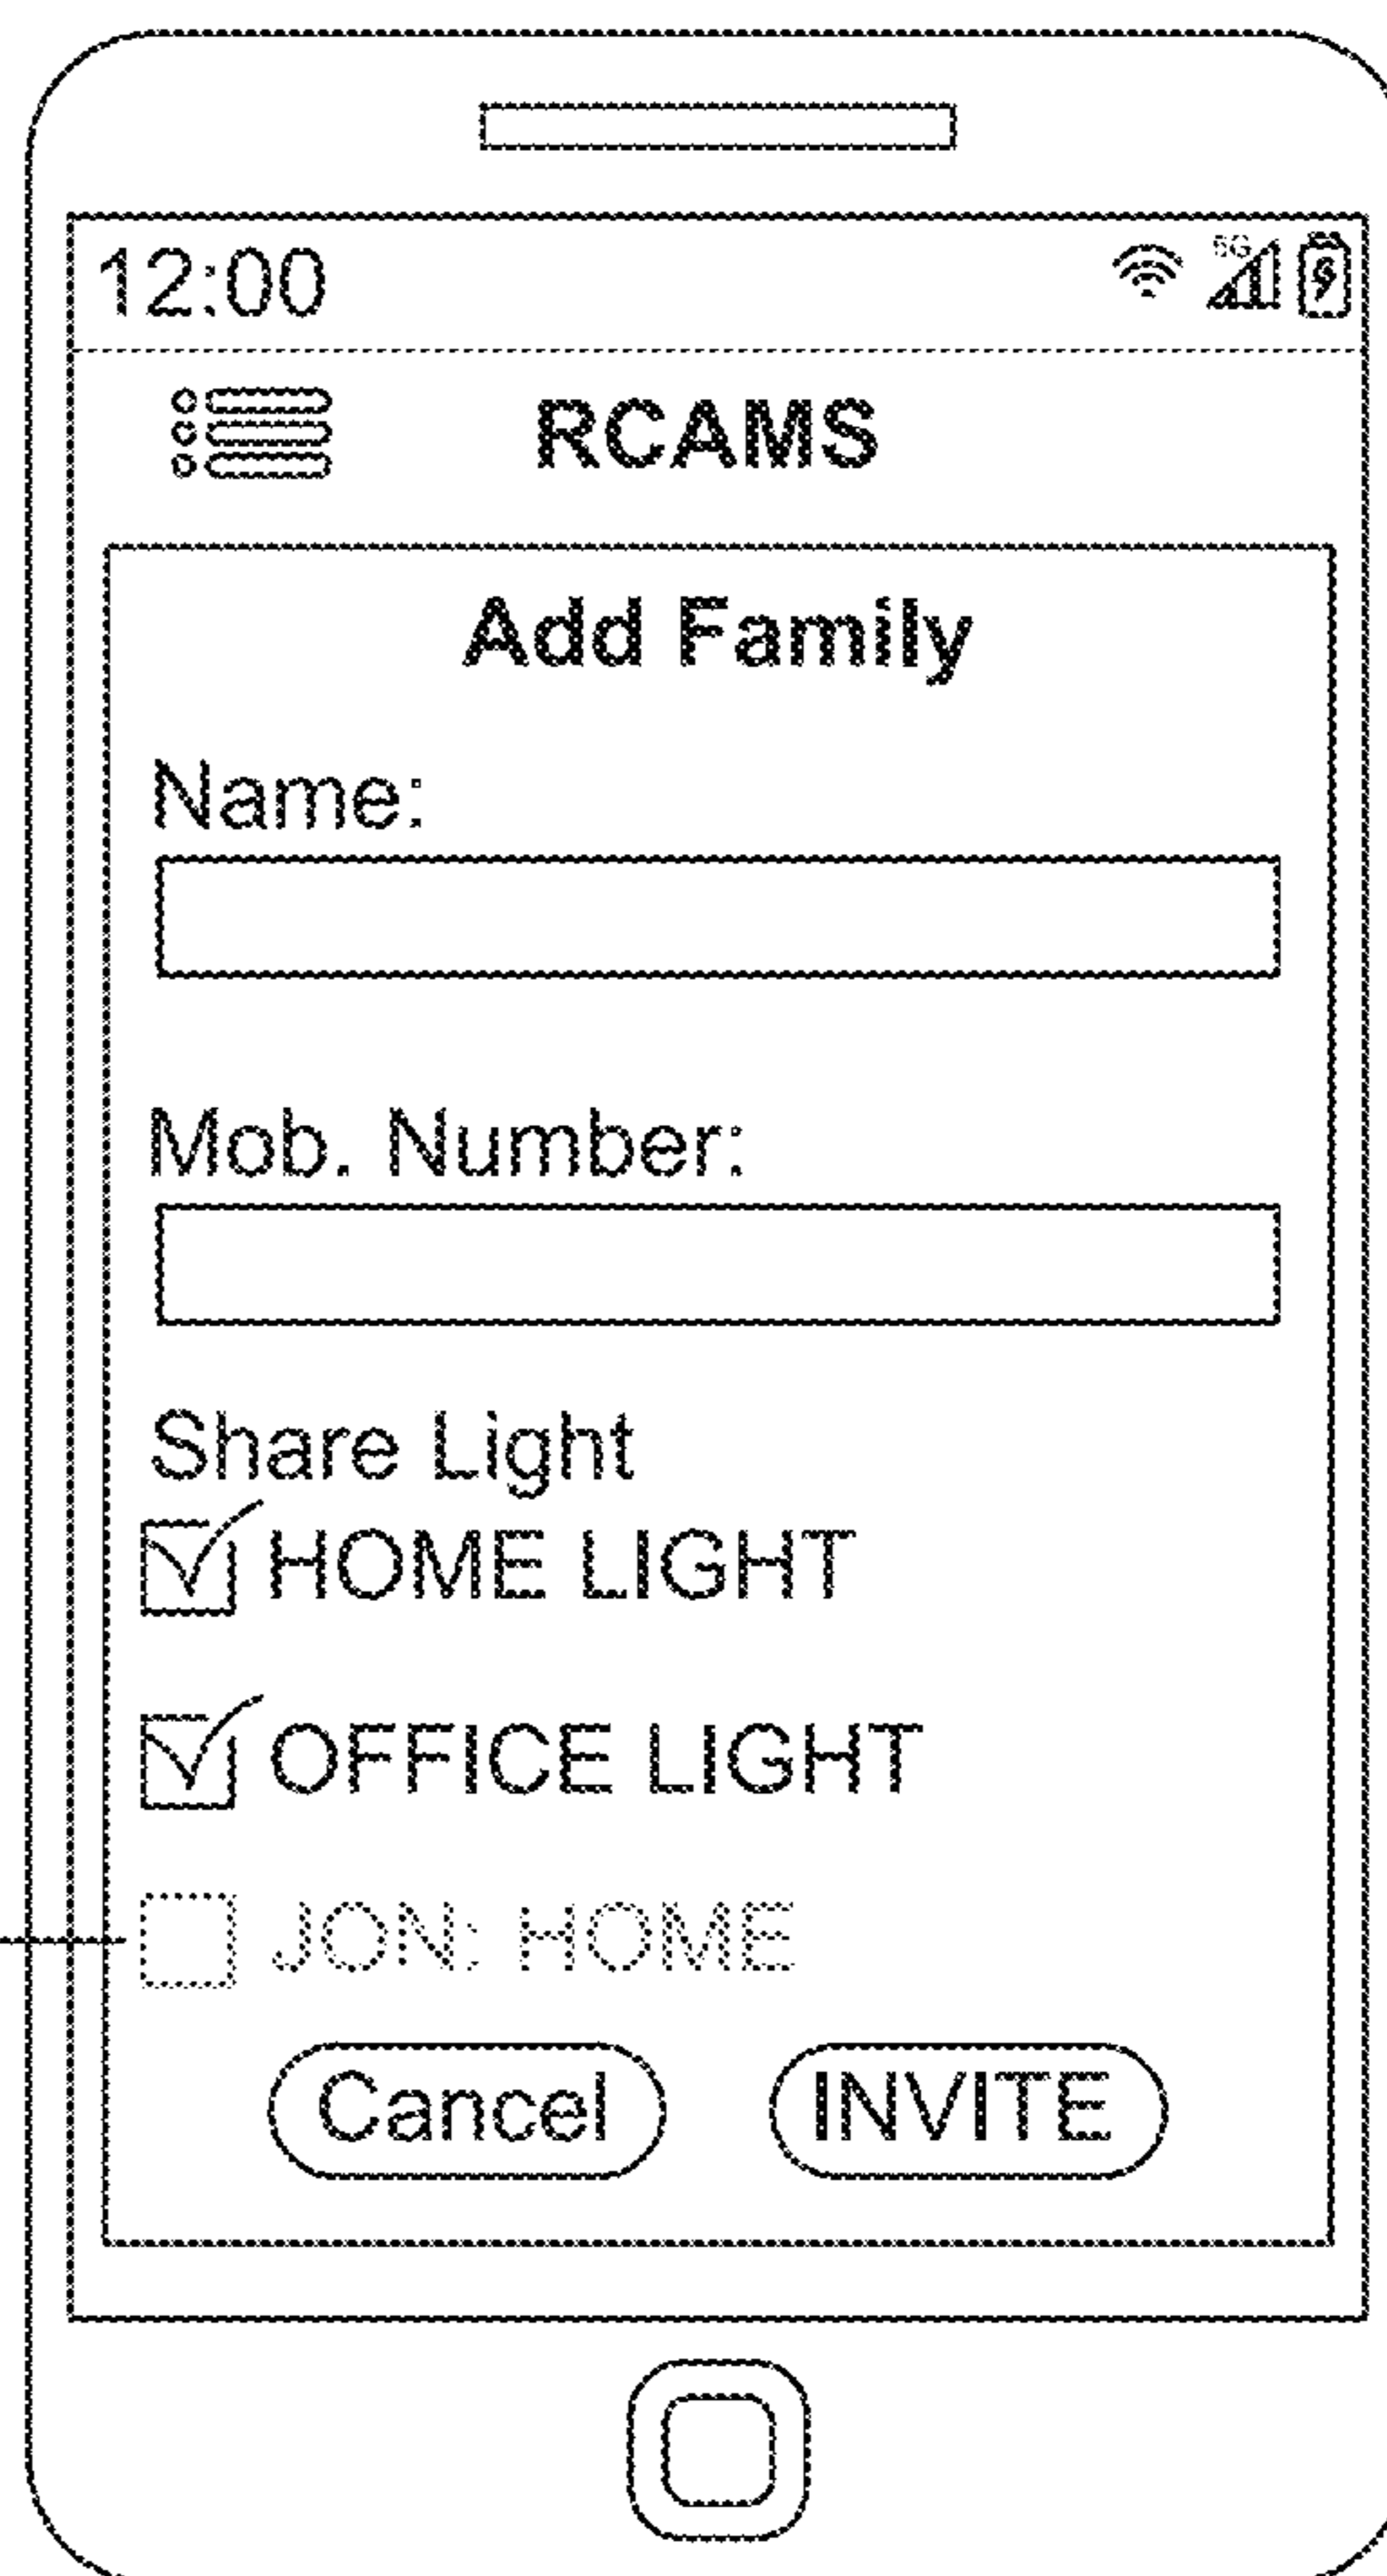 12:00 5G
RCAMS
Add Family
Name:
Mob. Number:
Share Light
HOME LIGHT
OFFICE LIGHT
JON: HOME
Cancel INVITE